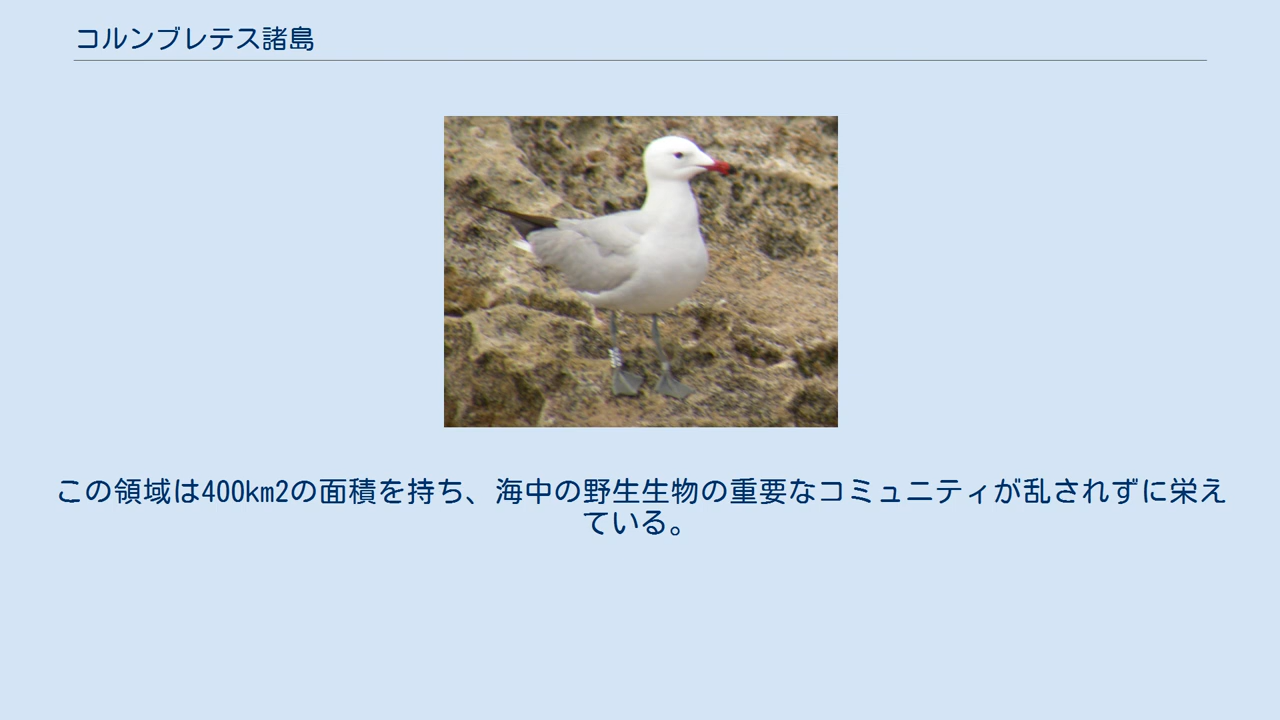 コルンブレテス諸島
この領域は400km2の面積を持ち、海中の野生生物の重要なコミュニティが乱されずに栄え
ている。